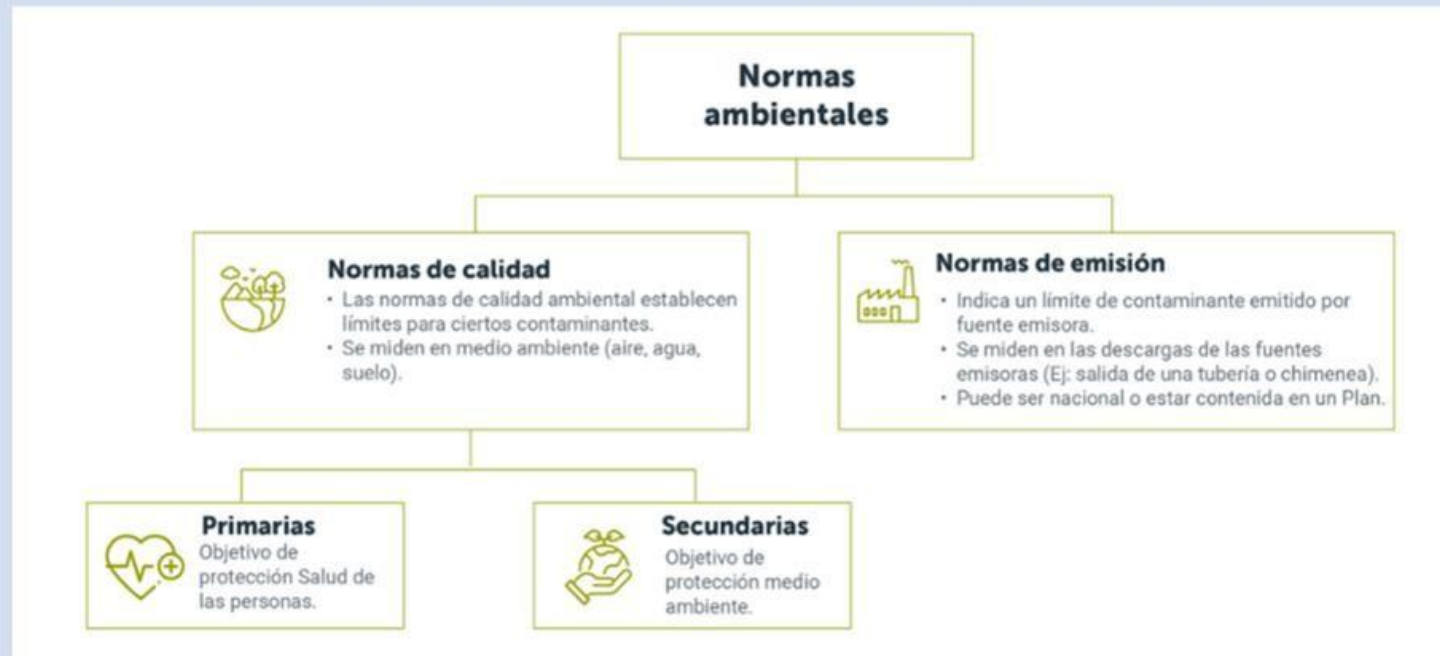 Normas
ambientales
Normas de calidad
• Las normas de calidad ambiental establecen
límites para ciertos contaminantes.
• Se miden en medio ambiente (aire, agua,
suelo).
Normas de emisión
• Indica un límite de contaminante emitido por
fuente emisora.
• Se miden en las descargas de las fuentes
emisoras (Ej: salida de una tubería o chimenea).
• Puede ser nacional o estar contenida en un Plan.
Primarias
Objetivo de
protección Salud de
las personas.
Secundarias
Objetivo de
protección medio
ambiente.